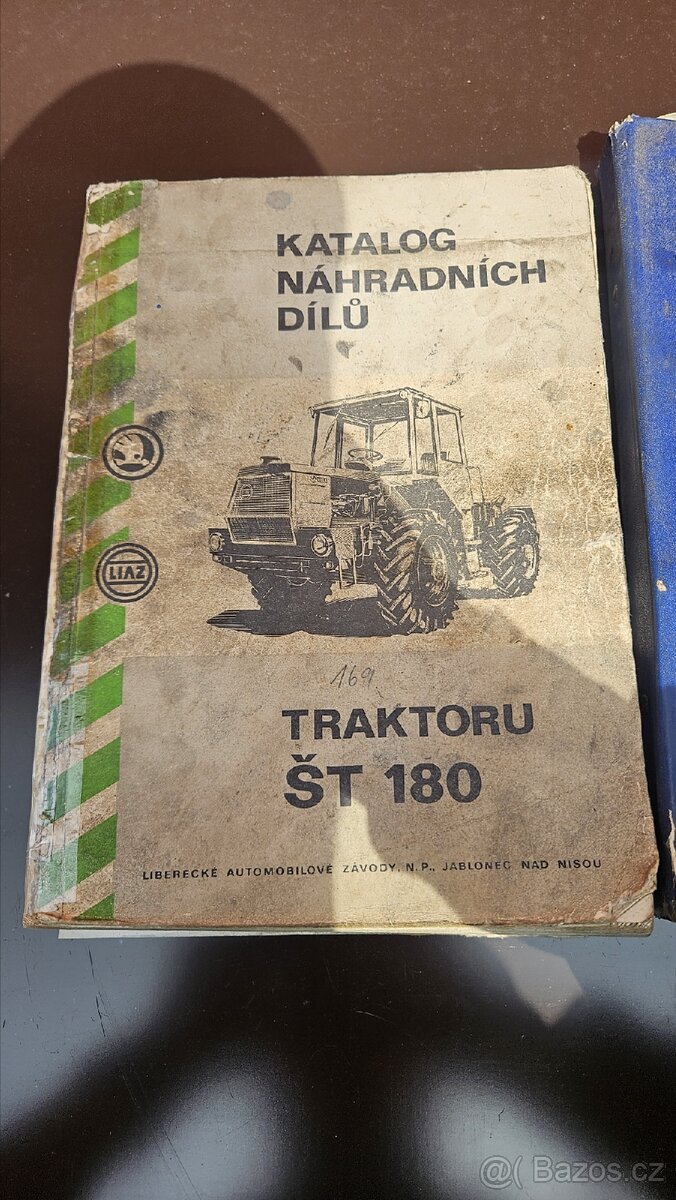 KATALOG
NÁHRADNÍCH
DÍLŮ
LIAZ
169
TRAKTORU
ŠT 180
LIBERECKÉ AUTOMOBILOVÉ ZÁVODY, N. P., JABLONEC NAD NISOU
@( Bazos.cz